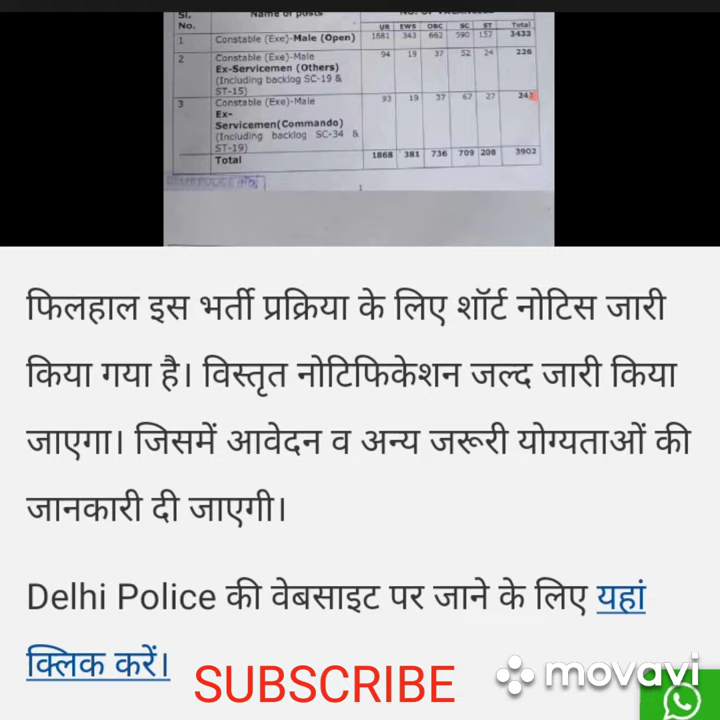 Sl. Name of posts
No. UR EWS OBC SC ST Total
1 Constable (Exe)-Male (Open) 1681 343 662 590 157 3433
2 Constable (Exe)-Male 94 19 37 52 24 226
Ex-Servicemen (Others)
(Including backlog SC-19 &
ST-15)
3 Constable (Exe)-Male 93 19 37 67 27 243
Ex-
Servicemen(Commando)
(Including backlog SC-34 &
ST-19)
Total 1868 381 736 709 208 3902
1
फिलहाल इस भर्ती प्रक्रिया के लिए शॉर्ट नोटिस जारी
किया गया है। विस्तृत नोटिफिकेशन जल्द जारी किया
जाएगा। जिसमें आवेदन व अन्य जरूरी योग्यताओं की
जानकारी दी जाएगी।
Delhi Police की वेबसाइट पर जाने के लिए यहां
क्लिक करें।
SUBSCRIBE
movavi